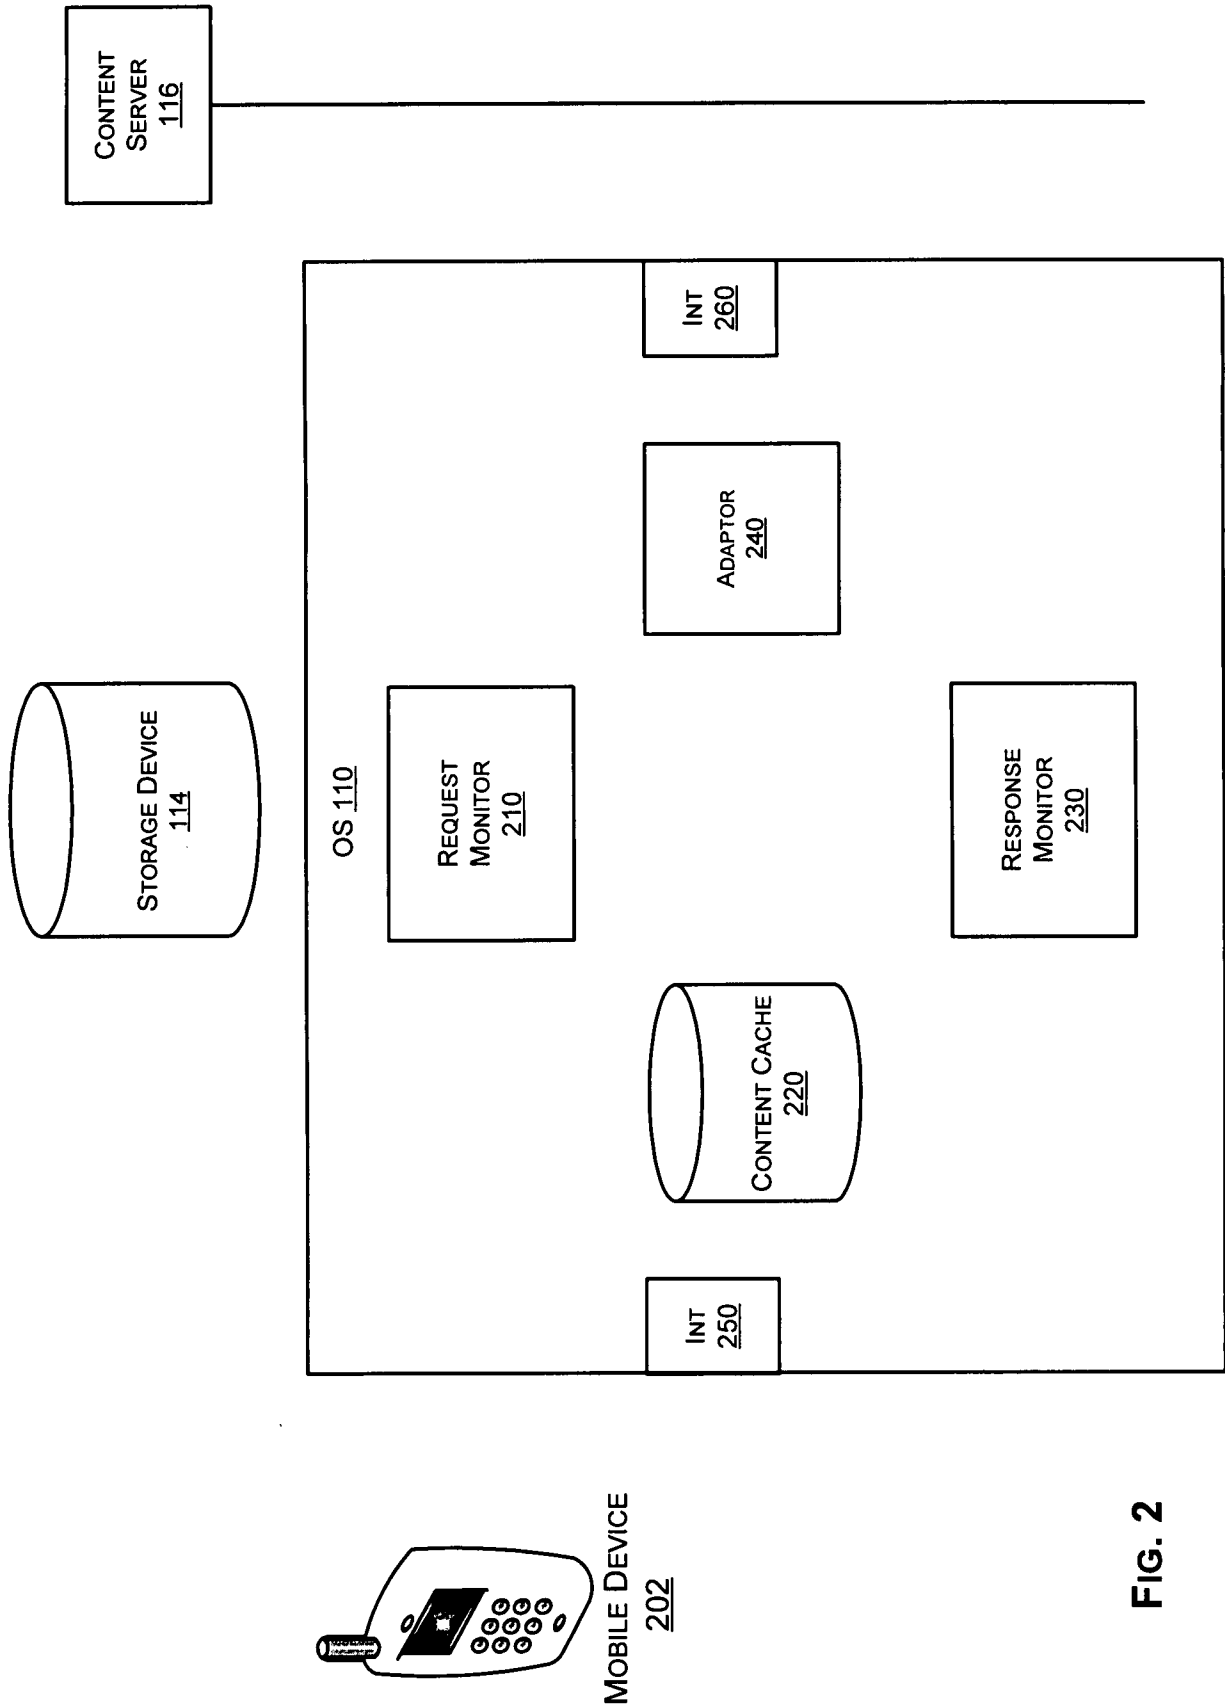 STORAGE DEVICE
114
CONTENT
SERVER
116
OS 110
REQUEST
MONITOR
210
MOBILE DEVICE
202
INT
250
CONTENT CACHE
220
ADAPTOR
240
INT
260
RESPONSE
MONITOR
230
FIG. 2